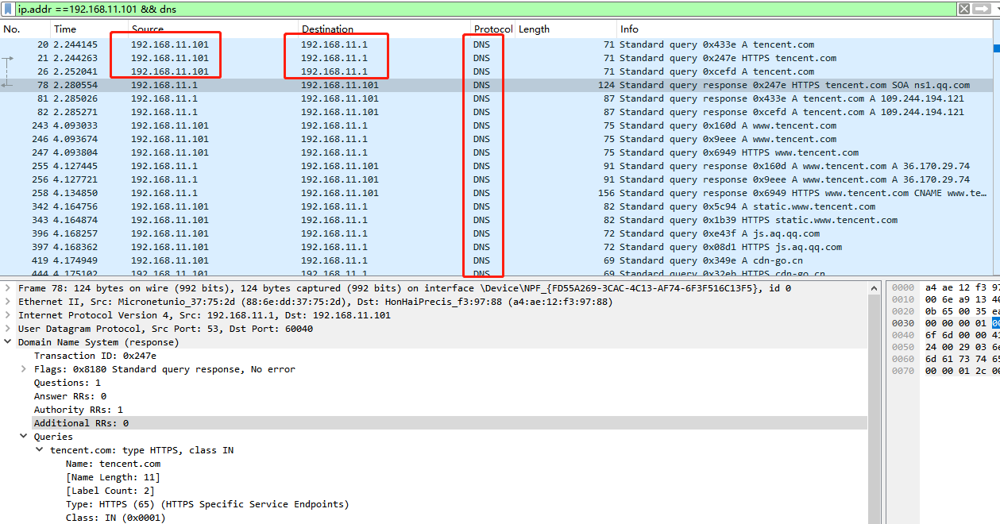 ip.addr ==192.168.11.101 && dns
No. Time Source Destination Protocol Length Info
20 2.244145 192.168.11.101 192.168.11.1 DNS 71 Standard query 0x433e A tencent.com
21 2.244263 192.168.11.101 192.168.11.1 DNS 71 Standard query 0x247e HTTPS tencent.com
26 2.252041 192.168.11.101 192.168.11.1 DNS 71 Standard query 0xcefd A tencent.com
78 2.280554 192.168.11.1 192.168.11.101 DNS 124 Standard query response 0x247e HTTPS tencent.com SOA ns1.qq.com
81 2.285026 192.168.11.1 192.168.11.101 DNS 87 Standard query response 0x433e A tencent.com A 109.244.194.121
82 2.285271 192.168.11.1 192.168.11.101 DNS 87 Standard query response 0xcefd A tencent.com A 109.244.194.121
243 4.093033 192.168.11.101 192.168.11.1 DNS 75 Standard query 0x160d A www.tencent.com
246 4.093674 192.168.11.101 192.168.11.1 DNS 75 Standard query 0x9eee A www.tencent.com
247 4.093804 192.168.11.101 192.168.11.1 DNS 75 Standard query 0x6949 HTTPS www.tencent.com
255 4.127445 192.168.11.1 192.168.11.101 DNS 91 Standard query response 0x160d A www.tencent.com A 36.170.29.74
256 4.127721 192.168.11.1 192.168.11.101 DNS 91 Standard query response 0x9eee A www.tencent.com A 36.170.29.74
258 4.134850 192.168.11.1 192.168.11.101 DNS 156 Standard query response 0x6949 HTTPS www.tencent.com CNAME www.te…
342 4.164756 192.168.11.101 192.168.11.1 DNS 82 Standard query 0x5c94 A static.www.tencent.com
343 4.164874 192.168.11.101 192.168.11.1 DNS 82 Standard query 0x1b39 HTTPS static.www.tencent.com
396 4.168257 192.168.11.101 192.168.11.1 DNS 72 Standard query 0xe43f A js.aq.qq.com
397 4.168362 192.168.11.101 192.168.11.1 DNS 72 Standard query 0x08d1 HTTPS js.aq.qq.com
419 4.174949 192.168.11.101 192.168.11.1 DNS 69 Standard query 0x349e A cdn-go.cn
444 4.175102 192.168.11.101 192.168.11.1 DNS 69 Standard query 0x32eb HTTPS cdn-go.cn
Frame 78: 124 bytes on wire (992 bits), 124 bytes captured (992 bits) on interface \Device\NPF_{FD55A269-3CAC-4C13-AF74-6F3F516C13F5}, id 0
Ethernet II, Src: Micronetunio_37:75:2d (88:6e:dd:37:75:2d), Dst: HonHaiPrecis_f3:97:88 (a4:ae:12:f3:97:88)
Internet Protocol Version 4, Src: 192.168.11.1, Dst: 192.168.11.101
User Datagram Protocol, Src Port: 53, Dst Port: 60040
Domain Name System (response)
Transaction ID: 0x247e
Flags: 0x8180 Standard query response, No error
Questions: 1
Answer RRs: 0
Authority RRs: 1
Additional RRs: 0
Queries
tencent.com: type HTTPS, class IN
Name: tencent.com
[Name Length: 11]
[Label Count: 2]
Type: HTTPS (65) (HTTPS Specific Service Endpoints)
Class: IN (0x0001)
0000 a4 ae 12 f3 97
0010 00 6e a9 13 40
0020 0b 65 00 35 ea
0030 00 00 00 01 00
0040 6f 6d 00 00 41
0050 24 00 29 03 6e
0060 6d 61 73 74 65
0070 00 00 01 2c 00